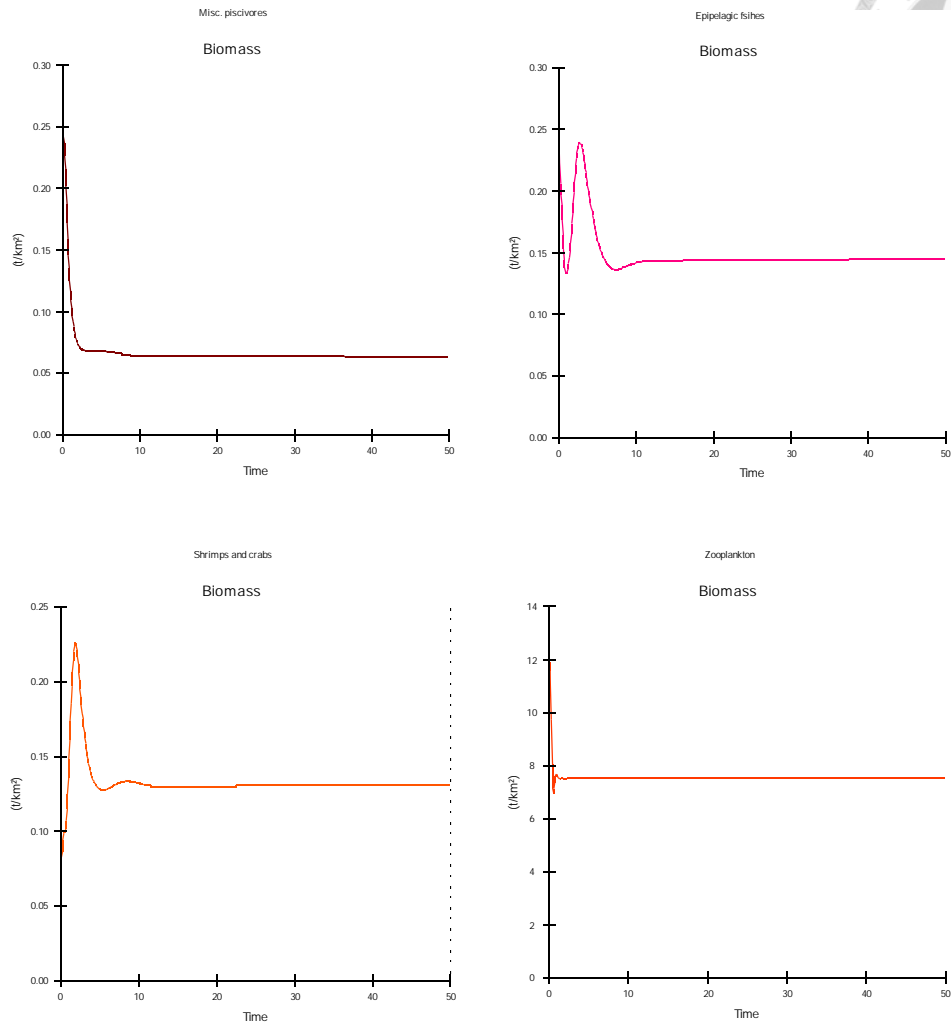 Misc. piscivores
Biomass
0.30
0.25
0.20
0.15
0.10
0.05
0.00
(t/km²)
0 10 20 30 40 50
Time
Epipelagic fsihes
Biomass
0.30
0.25
0.20
0.15
0.10
0.05
0.00
(t/km²)
0 10 20 30 40 50
Time
Shrimps and crabs
Biomass
0.25
0.20
0.15
0.10
0.05
0.00
(t/km²)
0 10 20 30 40 50
Time
Zooplankton
Biomass
14
12
10
8
6
4
2
0
(t/km²)
0 10 20 30 40 50
Time